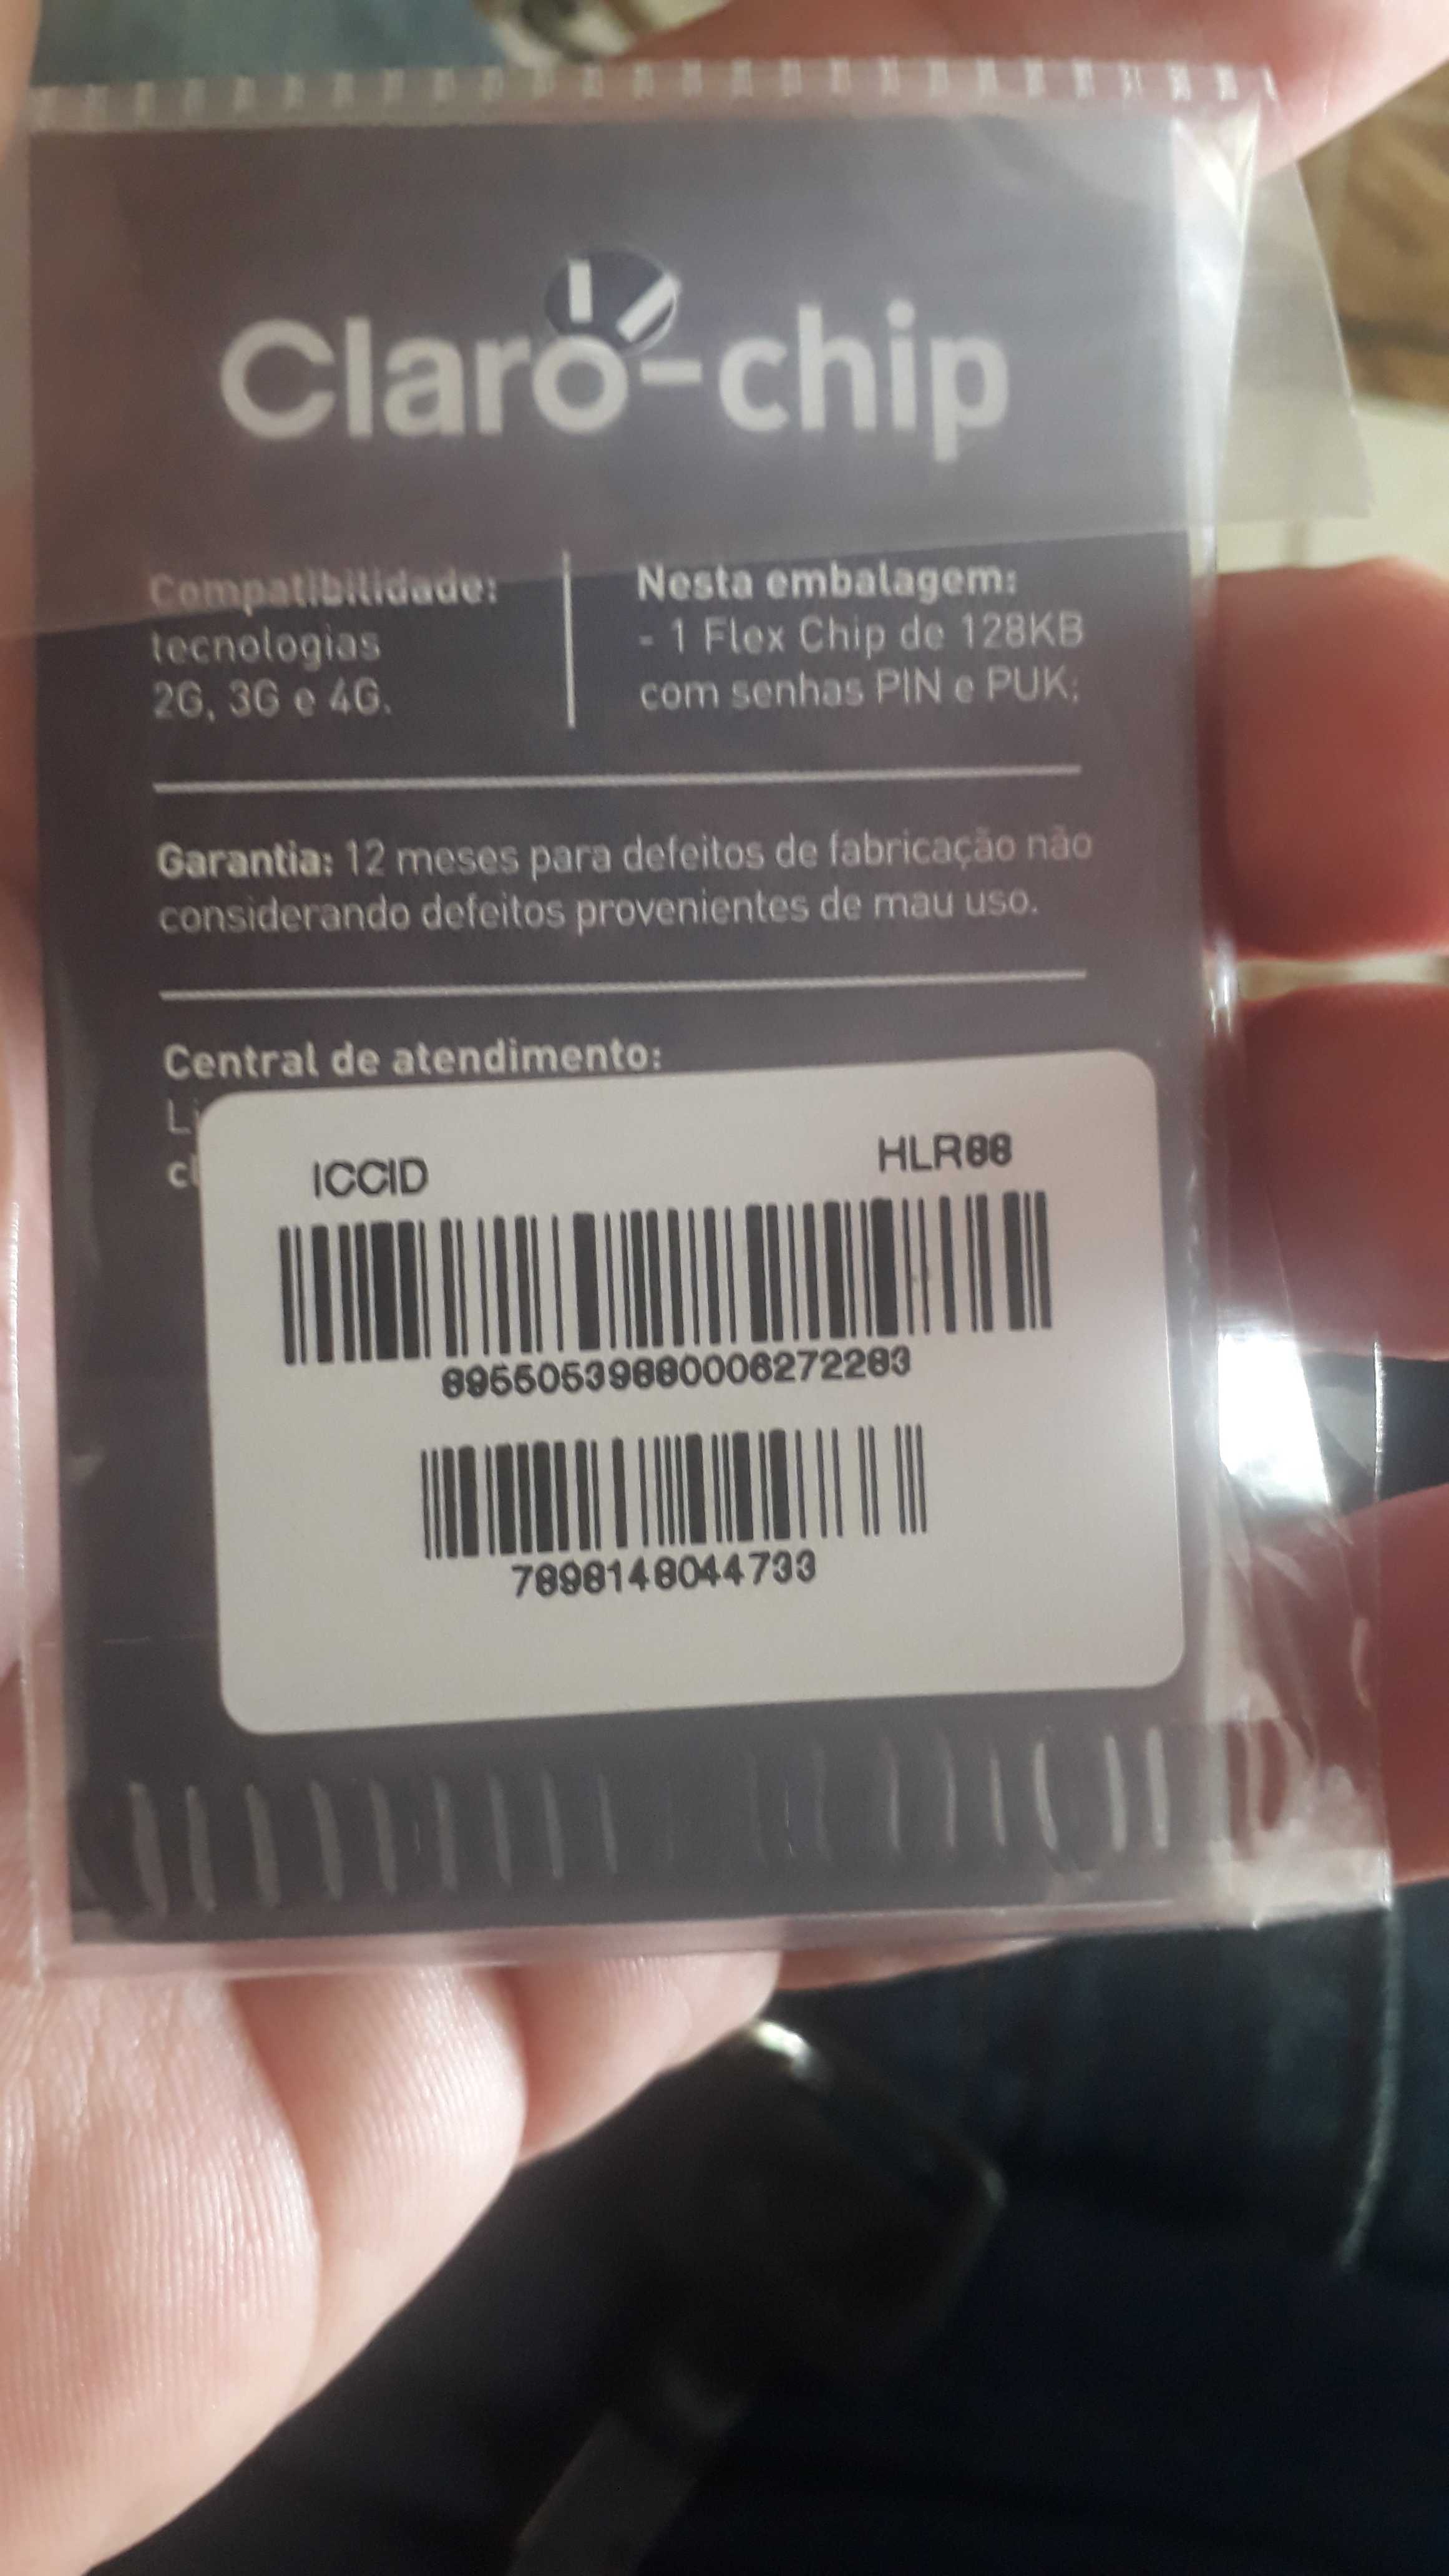 Claro-chip
Compatibilidade:
tecnologias
2G, 3G e 4G.
Nesta embalagem:
- 1 Flex Chip de 128KB
com senhas PIN e PUK;
Garantia: 12 meses para defeitos de fabricação não
considerando defeitos provenientes de mau uso.
Central de atendimento:
ICCID
HLR88
89550539880006272283
7898148044733